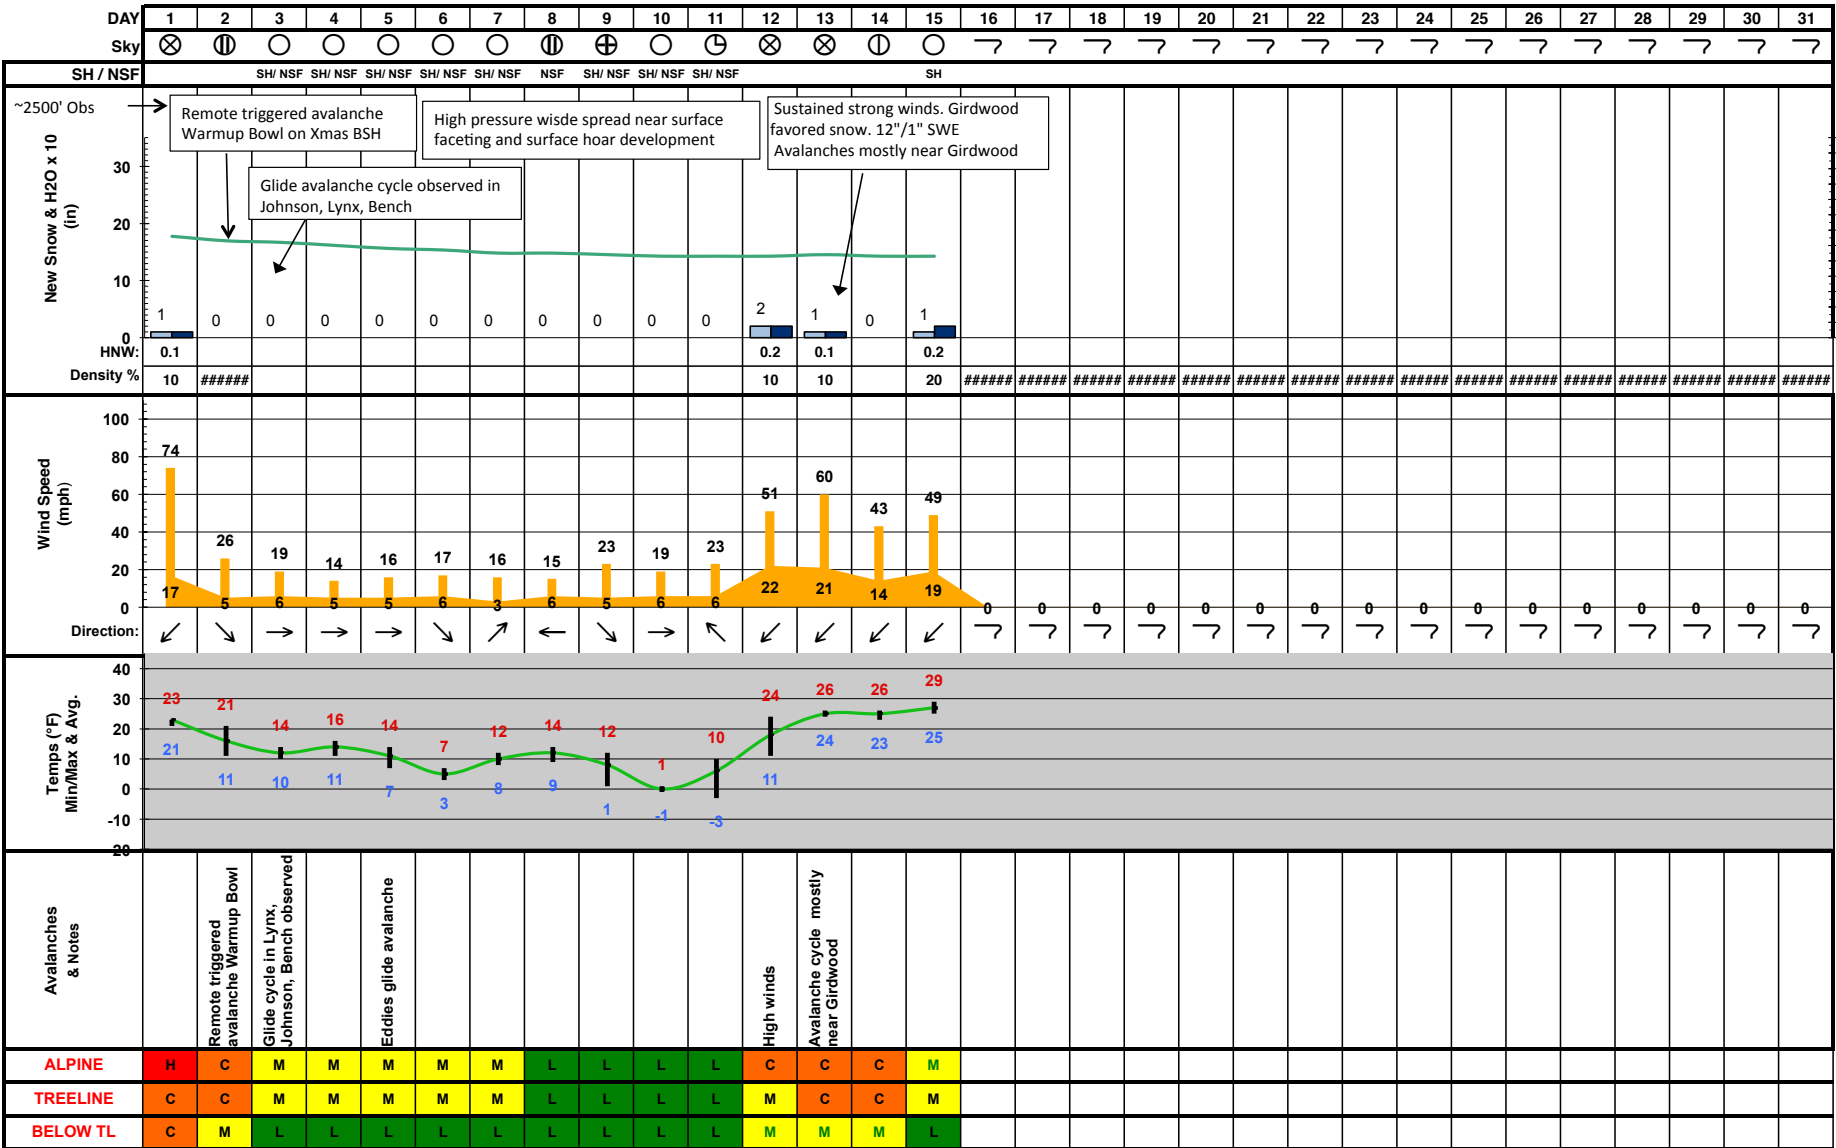 DAY 1 2 3 4 5 6 7 8 9 10 11 12 13 14 15 16 17 18 19 20 21 22 23 24 25 26 27 28 29 30 31
Sky
SH / NSF SH/ NSF SH/ NSF SH/ NSF SH/ NSF SH/ NSF NSF SH/ NSF SH/ NSF SH/ NSF SH
~2500' Obs
Remote triggered avalanche
Warmup Bowl on Xmas BSH
High pressure wisde spread near surface
faceting and surface hoar development
Sustained strong winds. Girdwood
favored snow. 12"/1" SWE
Avalanches mostly near Girdwood
Glide avalanche cycle observed in
Johnson, Lynx, Bench
New Snow & H2O x 10
(in)
30
20
10
0
1 0 0 0 0 0 0 0 0 0 0 2 1 0 1
HNW: 0.1 0.2 0.1 0.2
Density % 10 ###### 10 10 20 ###### ###### ###### ###### ###### ###### ###### ###### ###### ###### ###### ###### ###### ###### ###### ######
Wind Speed
(mph)
100
80
60
40
20
0
74 26 19 14 16 17 16 15 23 19 23 51 60 43 49
17 5 6 5 5 6 3 6 5 6 6 22 21 14 19 0 0 0 0 0 0 0 0 0 0 0 0 0 0 0 0
Direction:
Temps (°F)
Min/Max & Avg.
40
30
20
10
0
-10
-20
23 21 14 16 14 7 12 14 12 1 10 24 26 26 29
21 11 10 11 7 3 8 9 1 -1 -3 11 24 23 25
Avalanches
& Notes
Remote triggered
avalanche Warmup Bowl
Glide cycle in Lynx,
Johnson, Bench observed
Eddies glide avalanche
High winds
Avalanche cycle mostly
near Girdwood
ALPINE H C M M M M M L L L L C C C M
TREELINE C C M M M M M L L L L M C C M
BELOW TL C M L L L L L L L L L M M M L